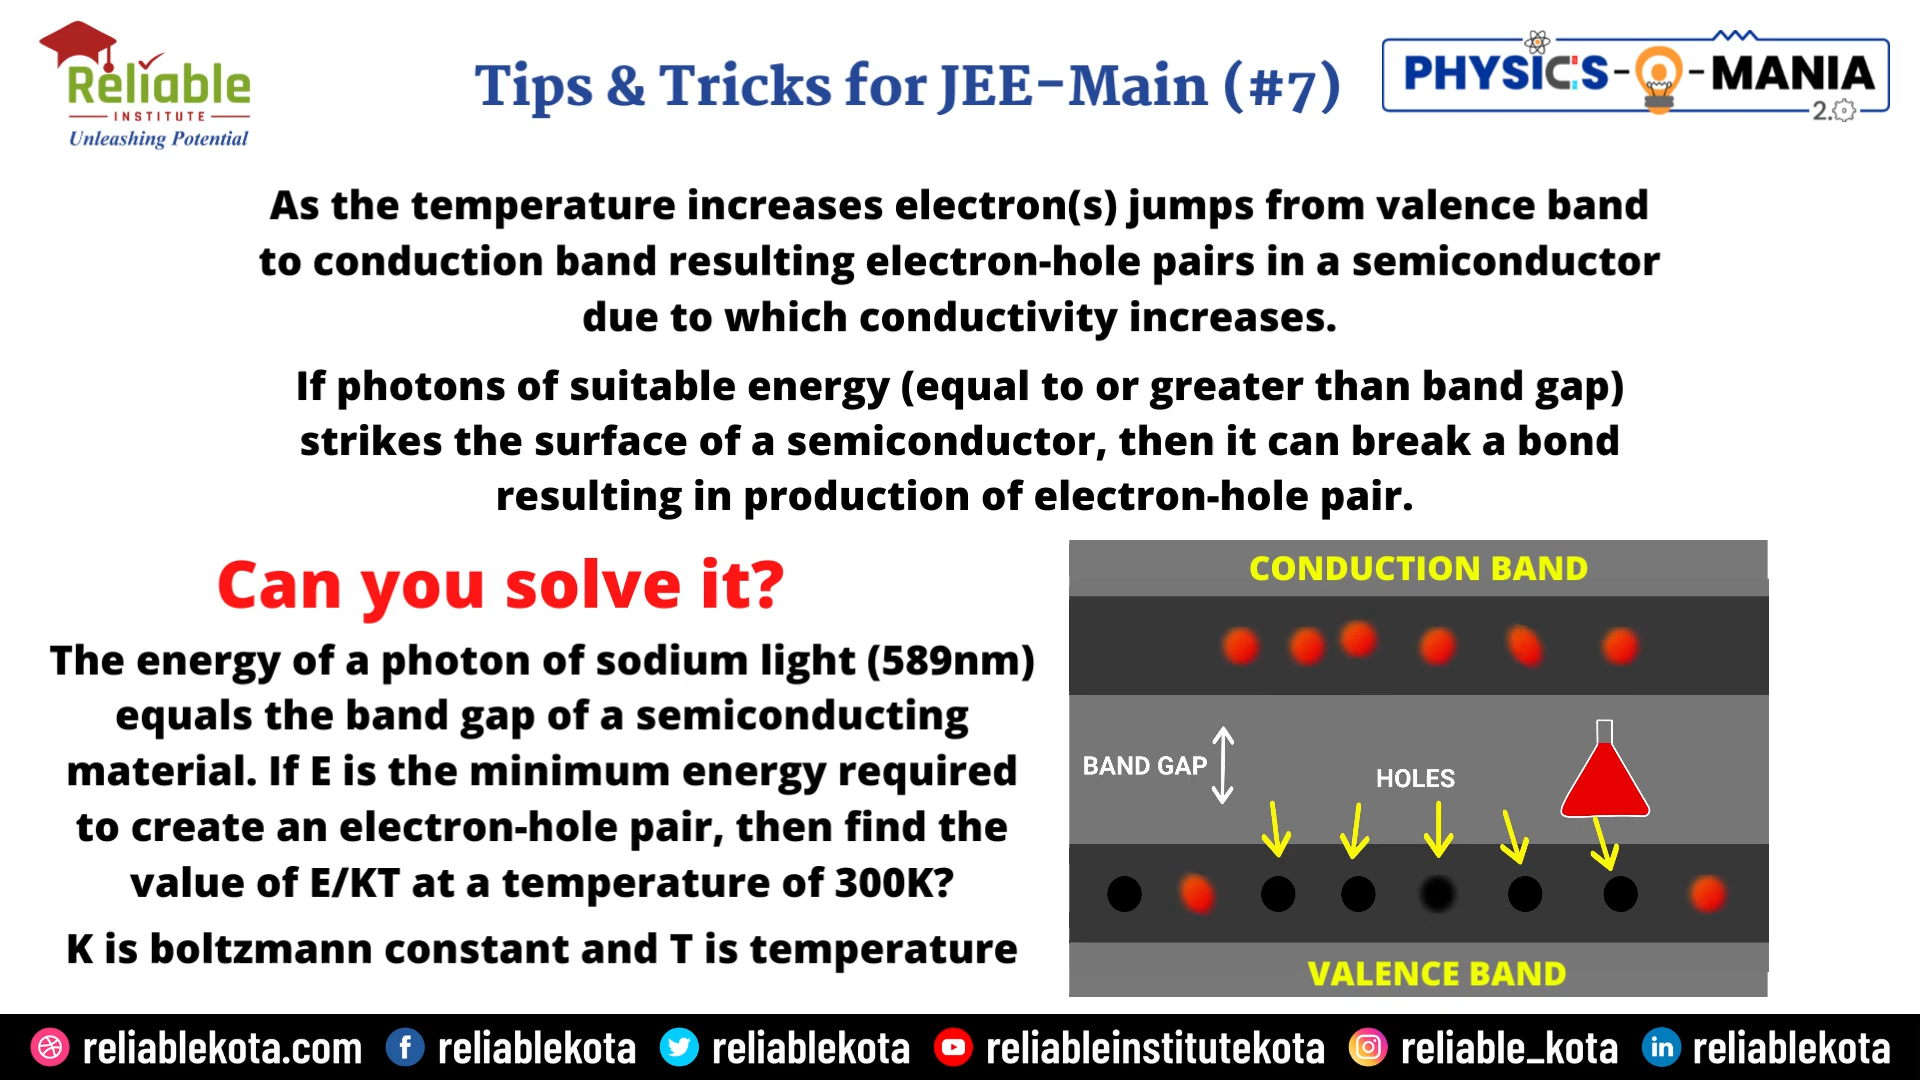 Reliable
INSTITUTE
Unleashing Potential
Tips & Tricks for JEE-Main (#7)
PHYSICS-MANIA
2.0
As the temperature increases electron(s) jumps from valence band
to conduction band resulting electron-hole pairs in a semiconductor
due to which conductivity increases.
If photons of suitable energy (equal to or greater than band gap)
strikes the surface of a semiconductor, then it can break a bond
resulting in production of electron-hole pair.
Can you solve it?
The energy of a photon of sodium light (589nm)
equals the band gap of a semiconducting
material. If E is the minimum energy required
to create an electron-hole pair, then find the
value of E/KT at a temperature of 300K?
K is boltzmann constant and T is temperature
CONDUCTION BAND
BAND GAP
HOLES
VALENCE BAND
reliablekota.com reliablekota reliablekota reliableinstitutekota reliable_kota reliablekota